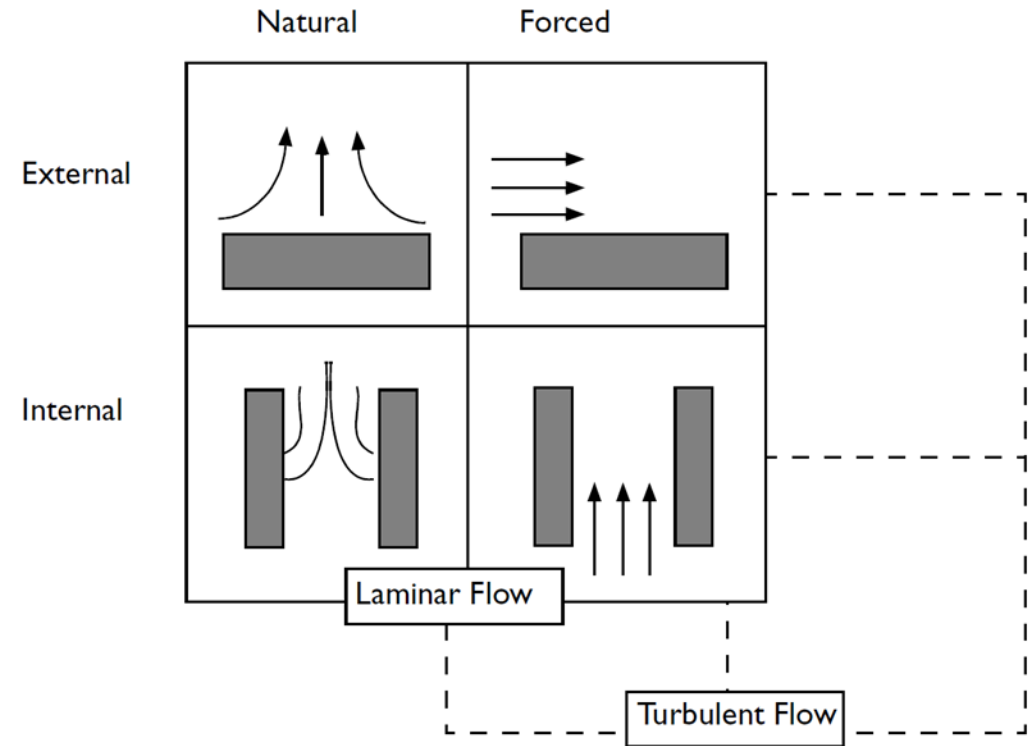 Natural
Forced
External
Internal
Laminar Flow
Turbulent Flow